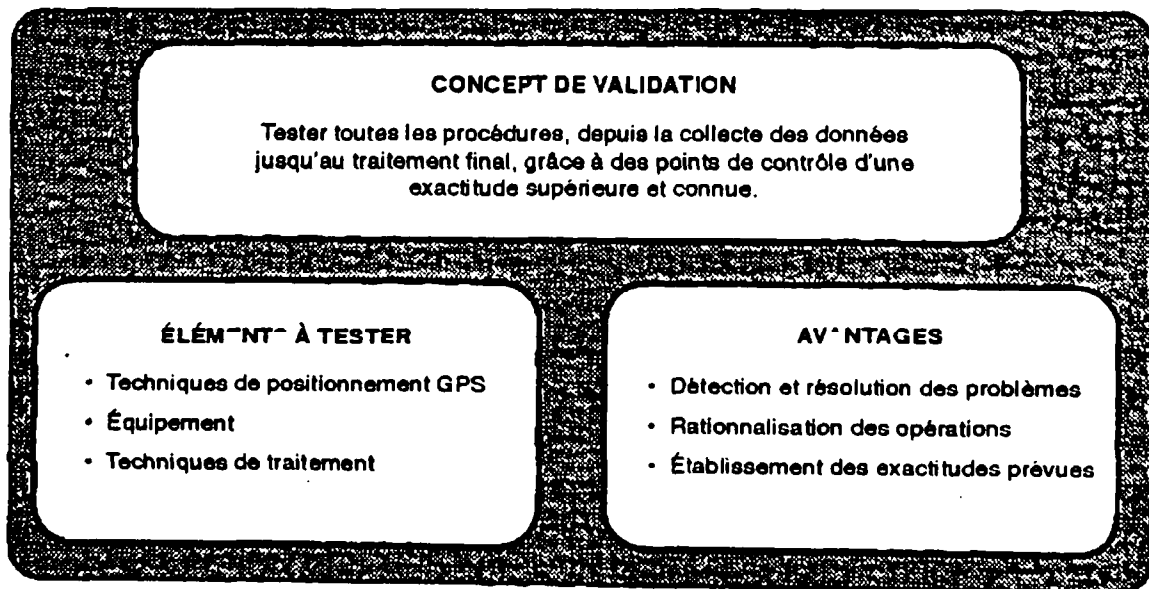 CONCEPT DE VALIDATION
Tester toutes les procédures, depuis la collecte des données
jusqu'au traitement final, grâce à des points de contrôle d'une
exactitude supérieure et connue.
ÉLÉMENTS À TESTER
• Techniques de positionnement GPS
• Équipement
• Techniques de traitement
AVANTAGES
• Détection et résolution des problèmes
• Rationnalisation des opérations
• Établissement des exactitudes prévues